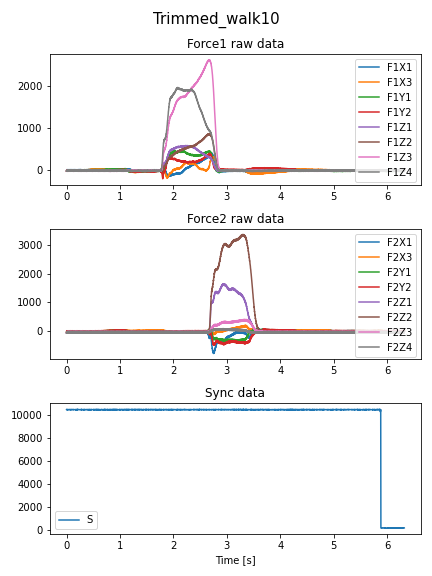 Trimmed_walk10
Force1 raw data
2000
1000
0
F1X1
F1X3
F1Y1
F1Y2
F1Z1
F1Z2
F1Z3
F1Z4
0 1 2 3 4 5 6
Force2 raw data
3000
2000
1000
0
F2X1
F2X3
F2Y1
F2Y2
F2Z1
F2Z2
F2Z3
F2Z4
0 1 2 3 4 5 6
Sync data
10000
8000
6000
4000
2000
0
S
0 1 2 3 4 5 6
Time [s]